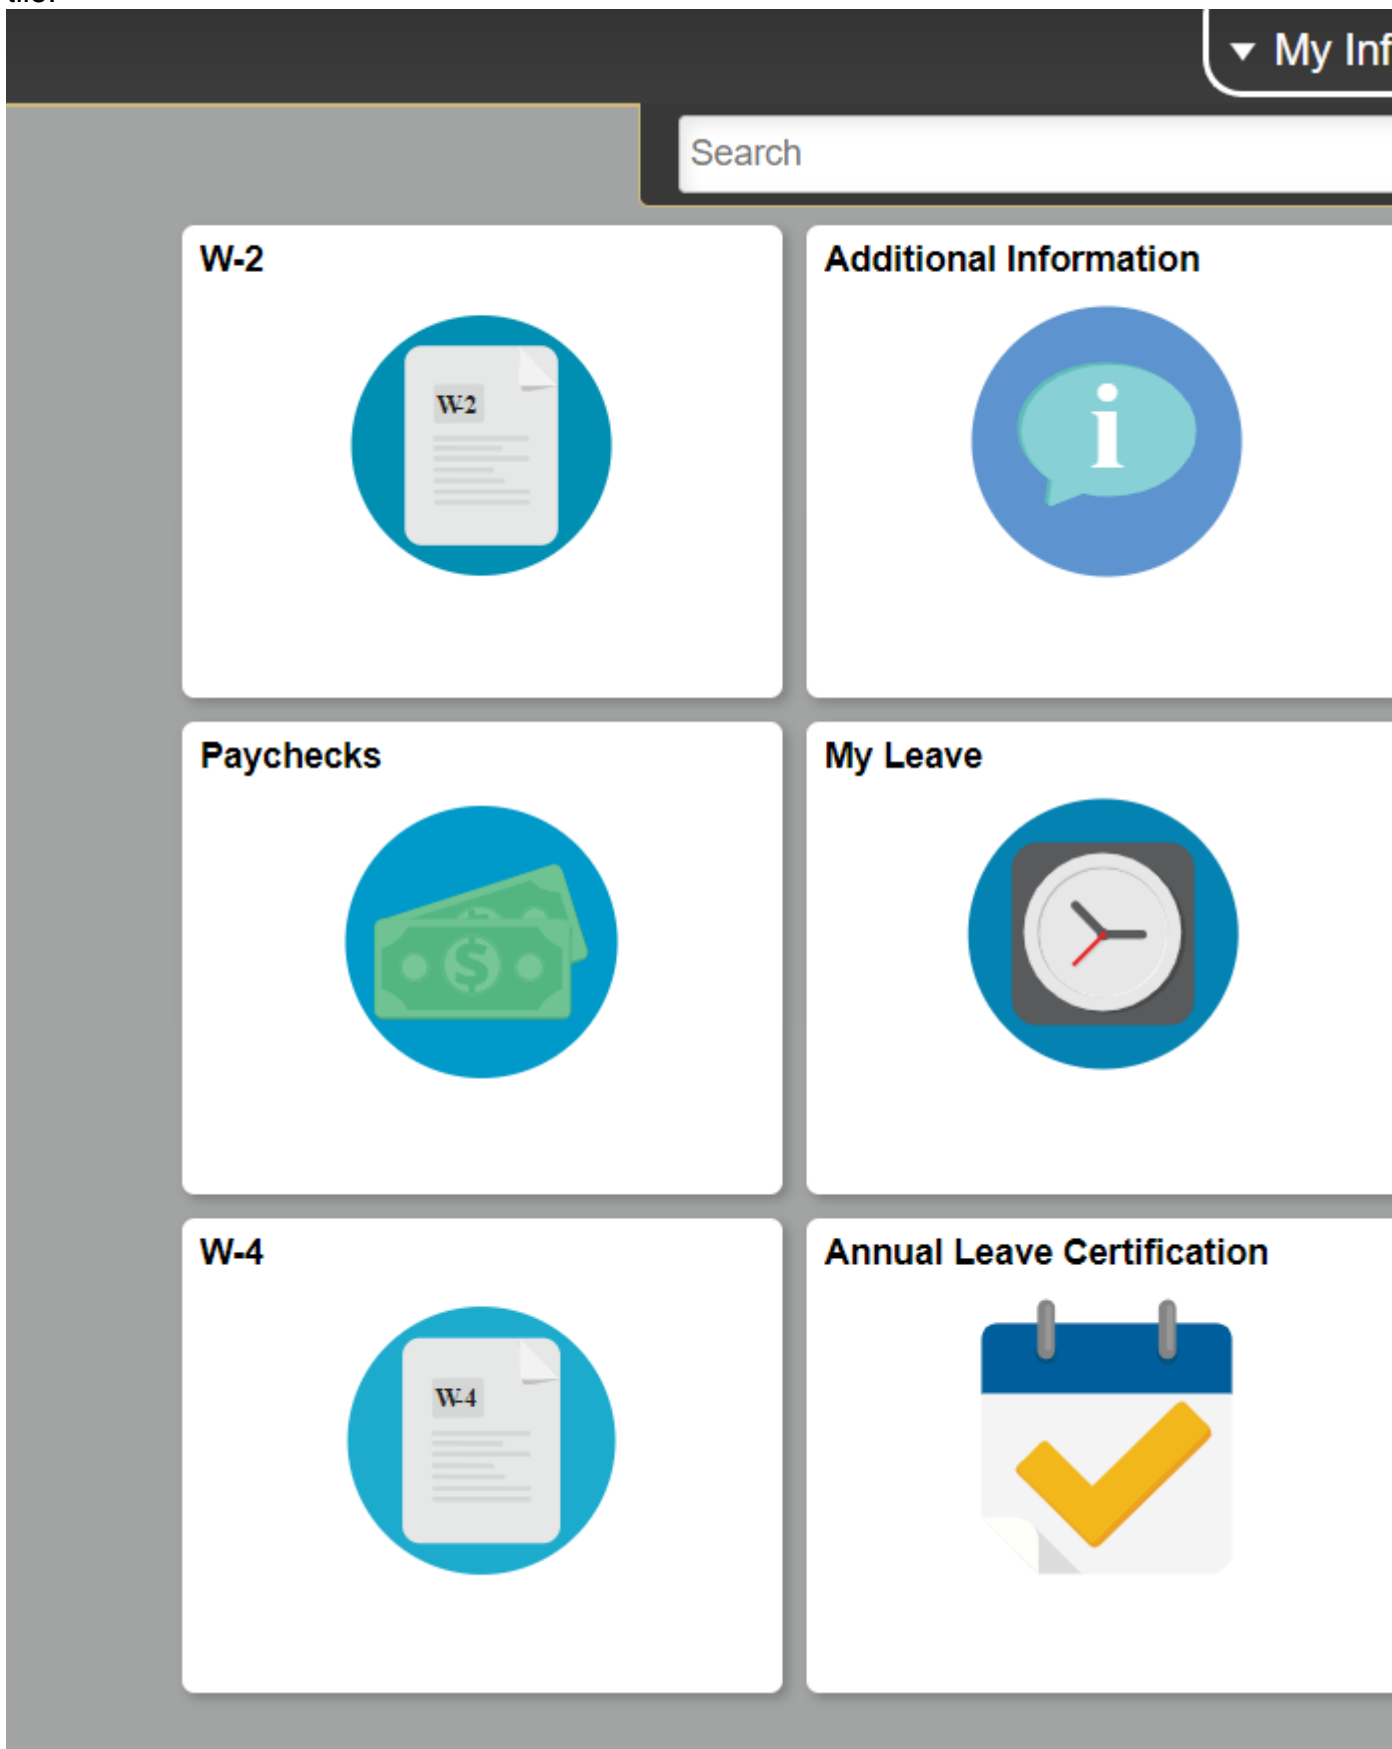 My Inf
Search
W-2
Additional Information
W-2
i
Paychecks
My Leave
$
W-4
Annual Leave Certification
W-4